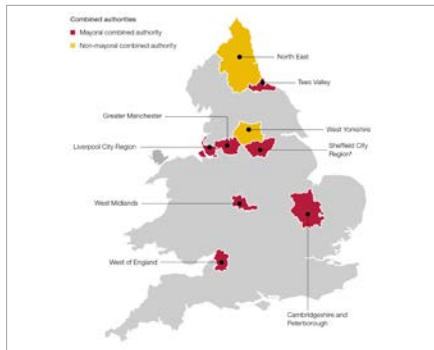 Combined authorities
Mayoral combined authority
Non-mayoral combined authority
North East
Tees Valley
Greater Manchester
West Yorkshire
Liverpool City Region
Sheffield City
Region¹
West Midlands
West of England
Cambridgeshire and
Peterborough